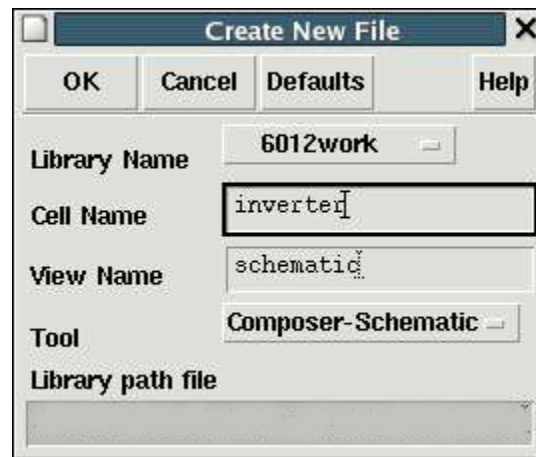 Create New File
OK Cancel Defaults Help
Library Name 6012work
Cell Name inverter
View Name schematic
Tool Composer-Schematic
Library path file